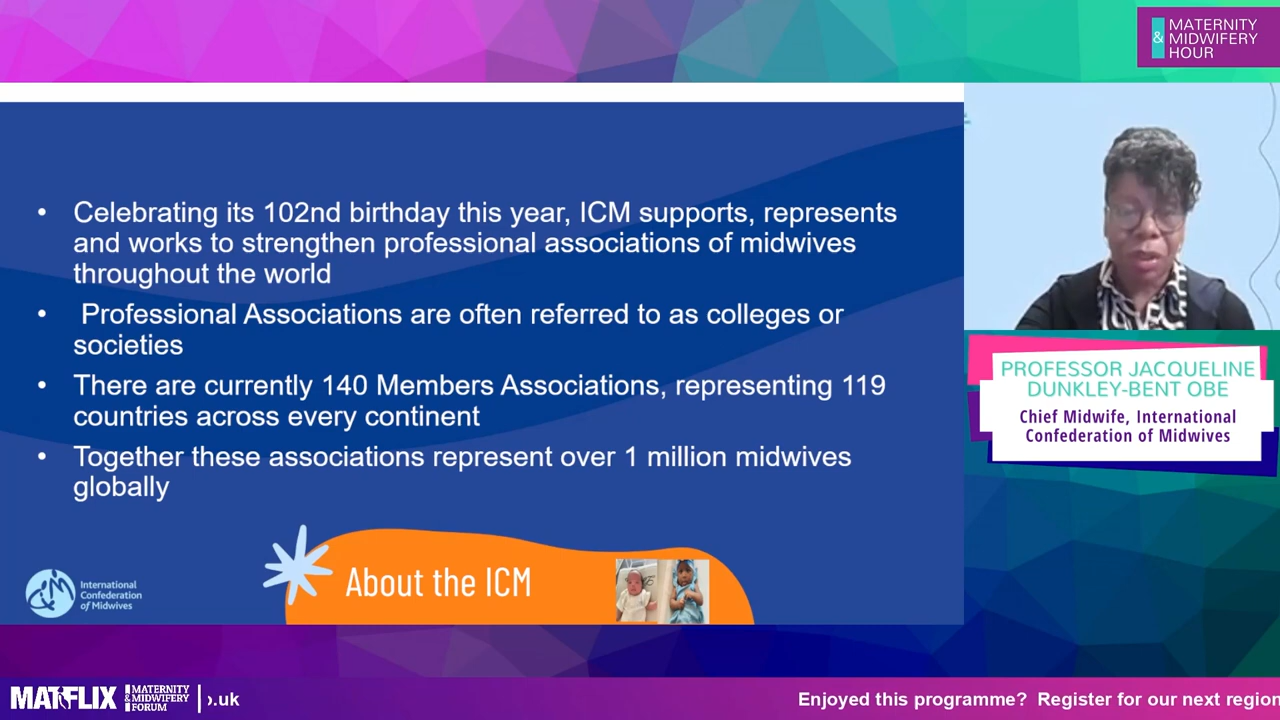 MATERNITY
& MIDWIFERY
HOUR
• Celebrating its 102nd birthday this year, ICM supports, represents
and works to strengthen professional associations of midwives
throughout the world
• Professional Associations are often referred to as colleges or
societies
• There are currently 140 Members Associations, representing 119
countries across every continent
• Together these associations represent over 1 million midwives
globally
PROFESSOR JACQUELINE
DUNKLEY-BENT OBE
Chief Midwife, International
Confederation of Midwives
About the ICM
International
Confederation
of Midwives
MATFLIX
MATERNITY
& MIDWIFERY
FORUM
.uk
Enjoyed this programme? Register for our next region